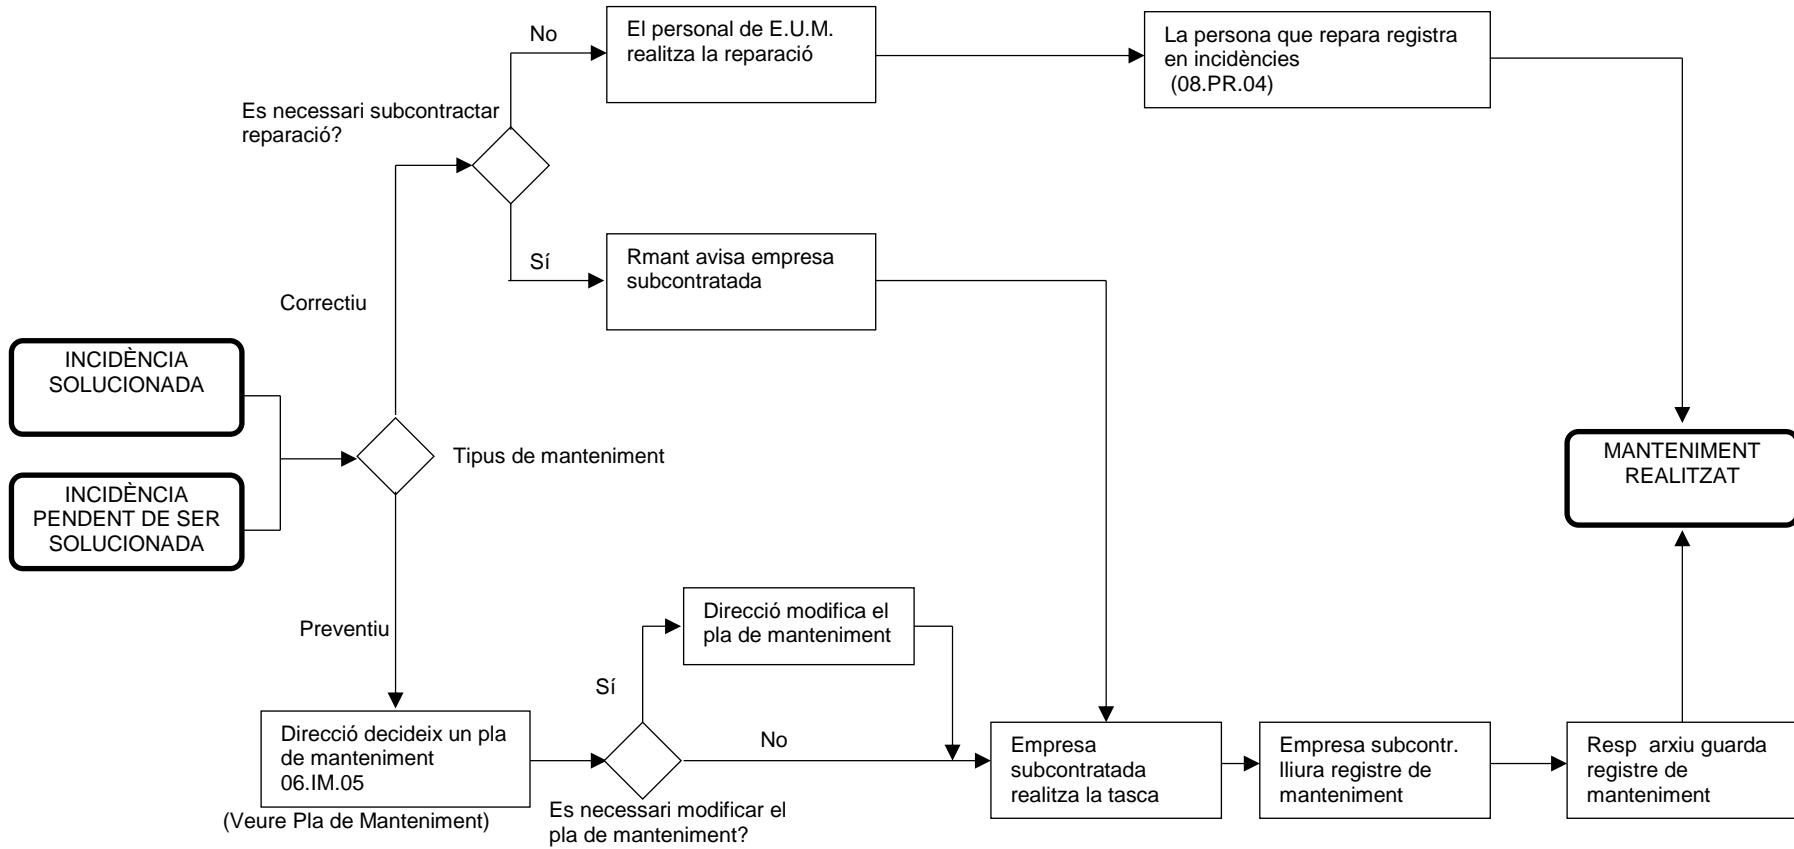 No
El personal de E.U.M.
realitza la reparació
La persona que repara registra
en incidències
(08.PR.04)
Es necessari subcontractar
reparació?
Sí
Rmant avisa empresa
subcontratada
Correctiu
INCIDÈNCIA
SOLUCIONADA
Tipus de manteniment
MANTENIMENT
REALITZAT
INCIDÈNCIA
PENDENT DE SER
SOLUCIONADA
Preventiu
Direcció modifica el
pla de manteniment
Sí
No
Direcció decideix un pla
de manteniment
06.IM.05
(Veure Pla de Manteniment)
Es necessari modificar el
pla de manteniment?
Empresa
subcontratada
realitza la tasca
Empresa subcontr.
lliura registre de
manteniment
Resp arxiu guarda
registre de
manteniment